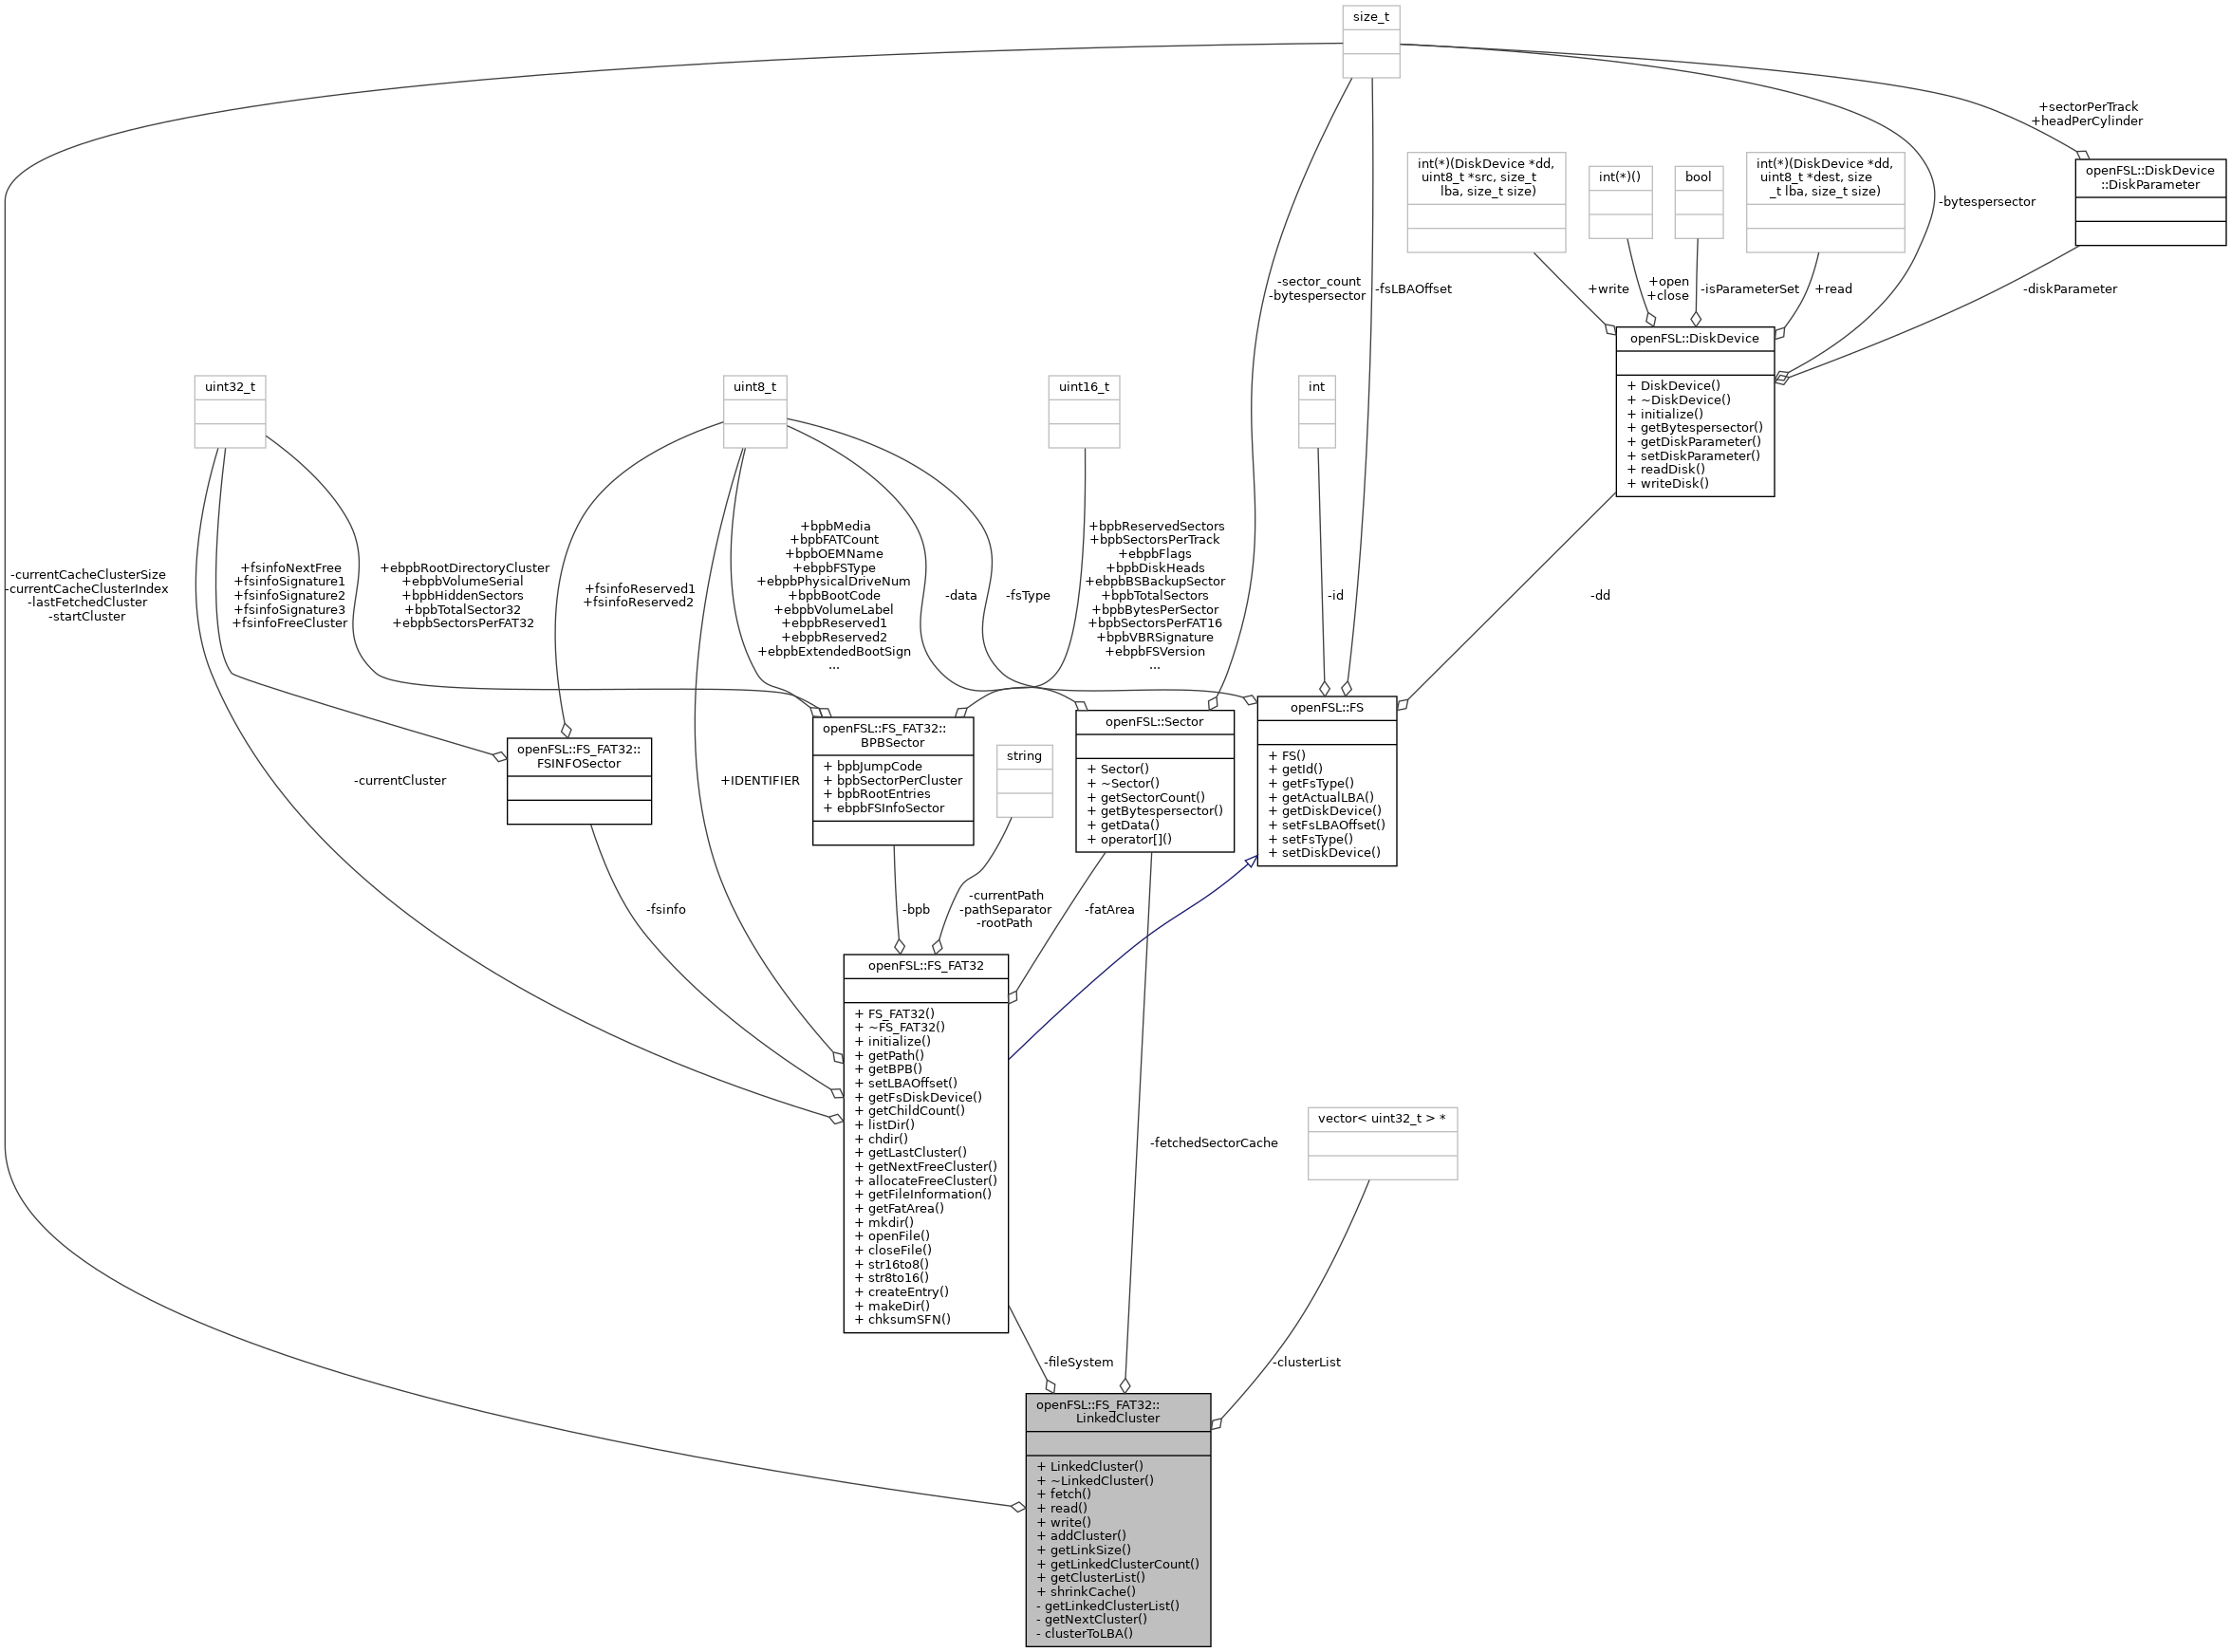 size_t
+sectorPerTrack
+headPerCylinder
int(*)(DiskDevice *dd,
uint8_t *src, size_t
lba, size_t size)
int(*)()
bool
int(*)(DiskDevice *dd,
uint8_t *dest, size
_t lba, size_t size)
openFSL::DiskDevice
::DiskParameter
-bytespersector
-sector_count
-bytespersector
-fsLBAOffset
+write
+open
+close
-isParameterSet
+read
-diskParameter
openFSL::DiskDevice
+ DiskDevice()
+ ~DiskDevice()
+ initialize()
+ getBytespersector()
+ getDiskParameter()
+ setDiskParameter()
+ readDisk()
+ writeDisk()
uint32_t
uint8_t
uint16_t
int
-currentCacheClusterSize
-currentCacheClusterIndex
-lastFetchedCluster
-startCluster
+fsinfoNextFree
+fsinfoSignature1
+fsinfoSignature2
+fsinfoSignature3
+fsinfoFreeCluster
+ebpbRootDirectoryCluster
+ebpbVolumeSerial
+bpbHiddenSectors
+bpbTotalSector32
+ebpbSectorsPerFAT32
+fsinfoReserved1
+fsinfoReserved2
+bpbMedia
+bpbFATCount
+bpbOEMName
+ebpbFSType
+ebpbPhysicalDriveNum
+bpbBootCode
+ebpbVolumeLabel
+ebpbReserved1
+ebpbReserved2
+ebpbExtendedBootSign
...
-data
-fsType
+bpbReservedSectors
+bpbSectorsPerTrack
+ebpbFlags
+bpbDiskHeads
+ebpbBSBackupSector
+bpbTotalSectors
+bpbBytesPerSector
+bpbSectorsPerFAT16
+bpbVBRSignature
+ebpbFSVersion
...
-id
-dd
openFSL::FS_FAT32::
FSINFOSector
openFSL::FS_FAT32::
BPBSector
+ bpbJumpCode
+ bpbSectorPerCluster
+ bpbRootEntries
+ ebpbFSInfoSector
string
openFSL::Sector
+ Sector()
+ ~Sector()
+ getSectorCount()
+ getBytespersector()
+ getData()
+ operator[]()
openFSL::FS
+ FS()
+ getId()
+ getFsType()
+ getActualLBA()
+ getDiskDevice()
+ setFsLBAOffset()
+ setFsType()
+ setDiskDevice()
-currentCluster
+IDENTIFIER
-fsinfo
-bpb
-currentPath
-pathSeparator
-rootPath
-fatArea
openFSL::FS_FAT32
+ FS_FAT32()
+ ~FS_FAT32()
+ initialize()
+ getPath()
+ getBPB()
+ setLBAOffset()
+ getFsDiskDevice()
+ getChildCount()
+ listDir()
+ chdir()
+ getLastCluster()
+ getNextFreeCluster()
+ allocateFreeCluster()
+ getFileInformation()
+ getFatArea()
+ mkdir()
+ openFile()
+ closeFile()
+ str16to8()
+ str8to16()
+ createEntry()
+ makeDir()
+ chksumSFN()
-fetchedSectorCache
vector< uint32_t > *
-fileSystem
-clusterList
openFSL::FS_FAT32::
LinkedCluster
+ LinkedCluster()
+ ~LinkedCluster()
+ fetch()
+ read()
+ write()
+ addCluster()
+ getLinkSize()
+ getLinkedClusterCount()
+ getClusterList()
+ shrinkCache()
- getLinkedClusterList()
- getNextCluster()
- clusterToLBA()